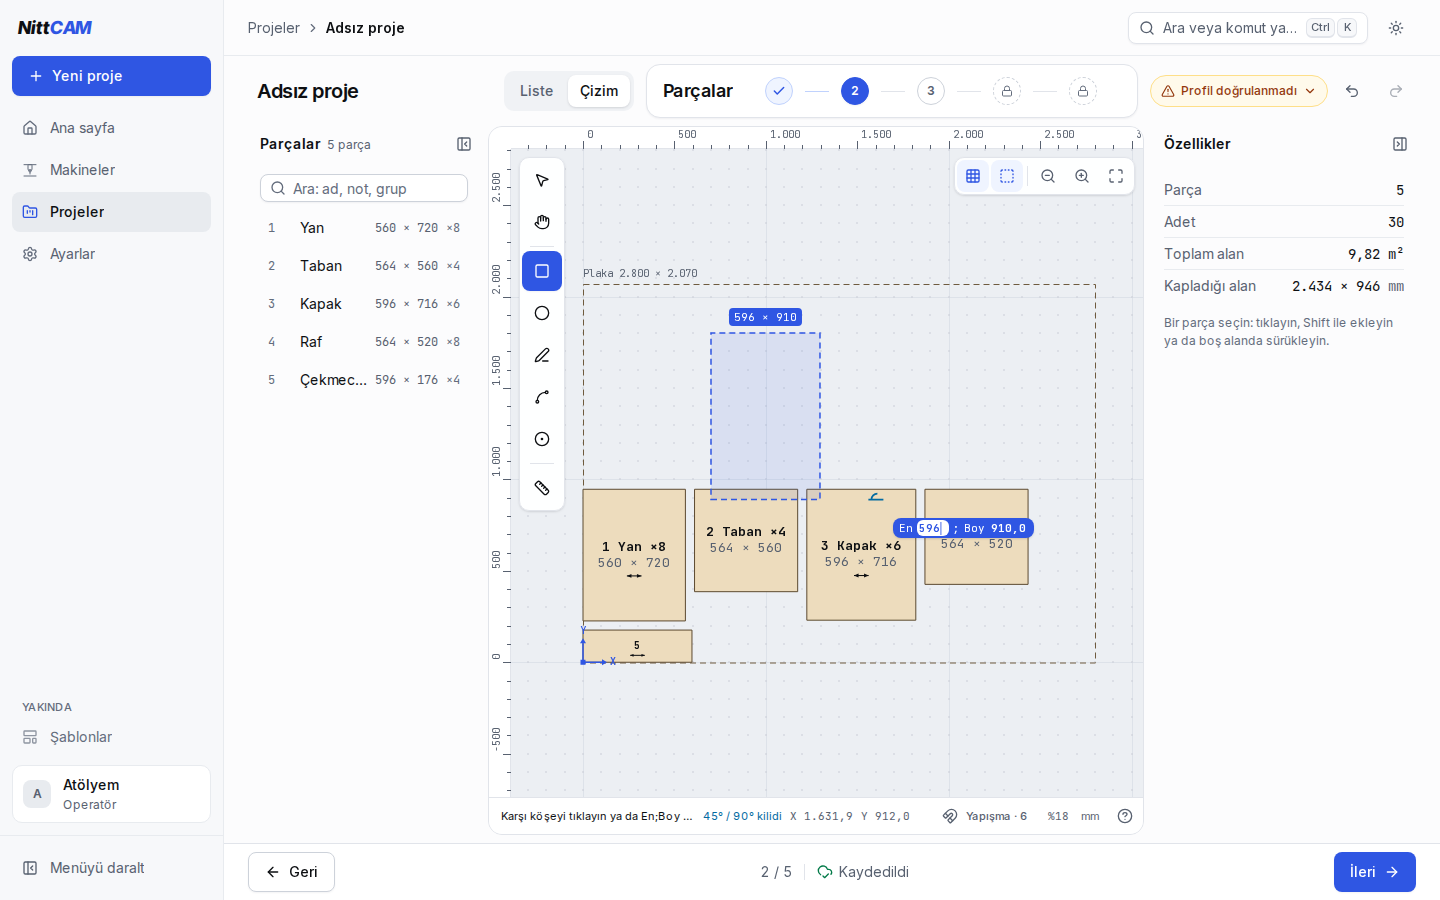 NittCAM
Projeler > Adsız proje
Ara veya komut ya... Ctrl K
Yeni proje
Ana sayfa
Makineler
Projeler
Ayarlar
YAKINDA
Şablonlar
A
Atölyem
Operatör
Menüyü daralt
Adsız proje
Liste Çizim
Parçalar 2 3
Profil doğrulanmadı
Parçalar 5 parça
Ara: ad, not, grup
1 Yan 560 × 720 ×8
2 Taban 564 × 560 ×4
3 Kapak 596 × 716 ×6
4 Raf 564 × 520 ×8
5 Çekmec... 596 × 176 ×4
0 500 1.000 1.500 2.000 2.500 3
2.500
2.000
1.500
1.000
500
0
-500
Plaka 2.800 × 2.070
596 × 910
1 Yan ×8
560 × 720
2 Taban ×4
564 × 560
3 Kapak ×6
596 × 716
En 596 ; Boy 910,0
564 × 520
5
Y
X
Karşı köşeyi tıklayın ya da En;Boy ... 45° / 90° kilidi X 1.631,9 Y 912,0 Yapışma · 6 %18 mm
Özellikler
Parça 5
Adet 30
Toplam alan 9,82 m²
Kapladığı alan 2.434 × 946 mm
Bir parça seçin: tıklayın, Shift ile ekleyin
ya da boş alanda sürükleyin.
Geri
2 / 5 Kaydedildi
İleri